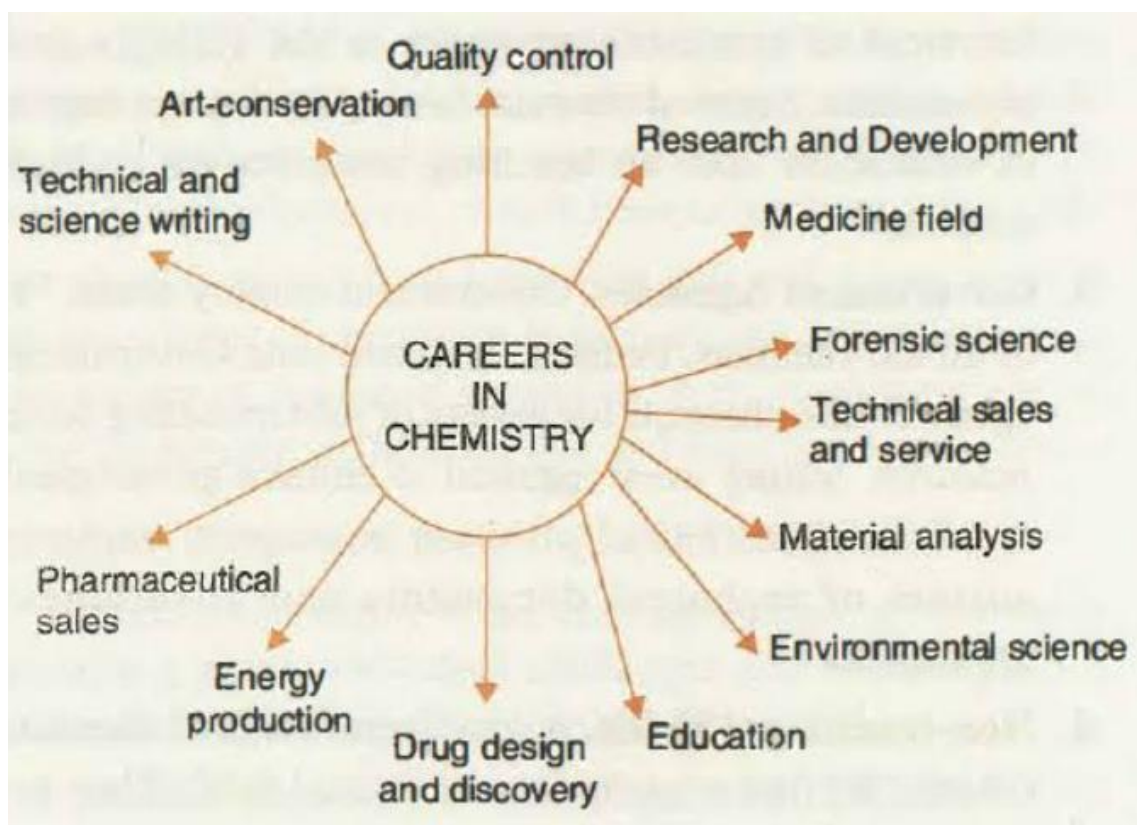 Quality control
Art-conservation
Research and Development
Technical and
science writing
Medicine field
Forensic science
CAREERS
IN
CHEMISTRY
Technical sales
and service
Material analysis
Pharmaceutical
sales
Environmental science
Energy
production
Education
Drug design
and discovery